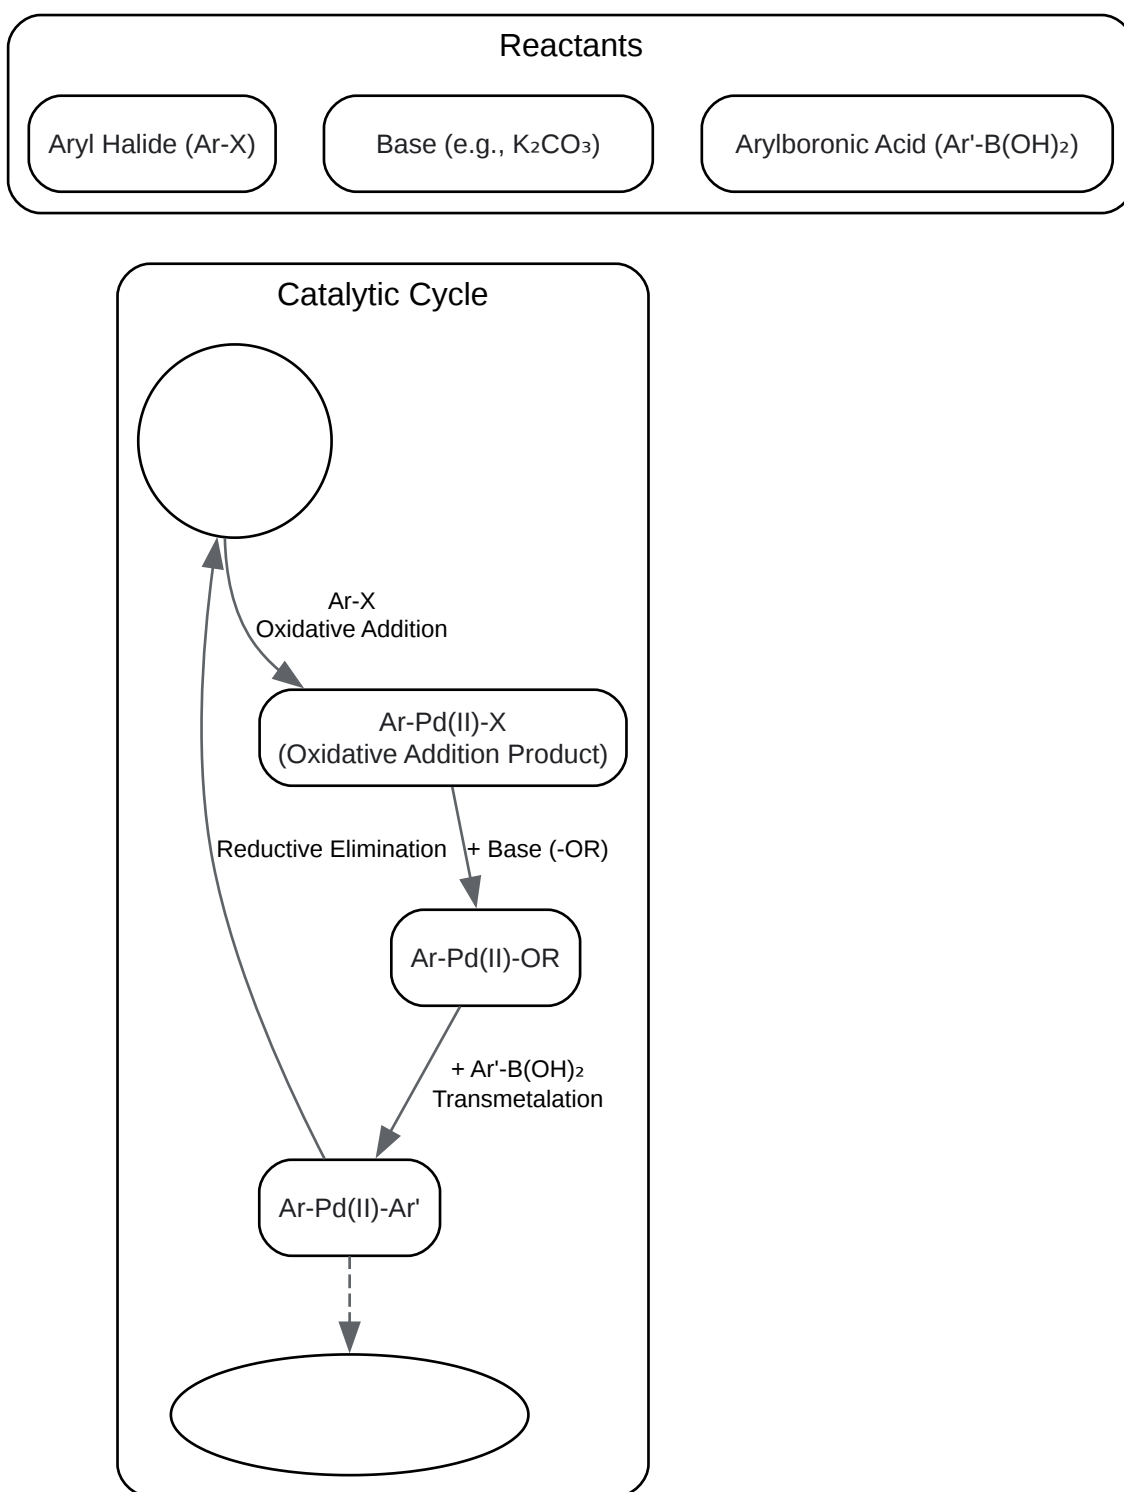 Reactants
Aryl Halide (Ar-X)
Base (e.g., K₂CO₃)
Arylboronic Acid (Ar'-B(OH)₂)
Catalytic Cycle
Ar-X
Oxidative Addition
Ar-Pd(II)-X
(Oxidative Addition Product)
Reductive Elimination
+ Base (-OR)
Ar-Pd(II)-OR
+ Ar'-B(OH)₂
Transmetalation
Ar-Pd(II)-Ar'